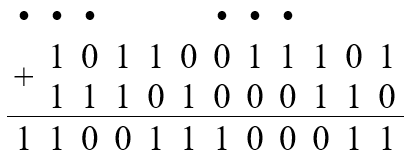 • • • • • •
1 0 1 1 0 0 1 1 1 0 1
+
1 1 1 0 1 0 0 0 1 1 0
1 1 0 0 1 1 1 0 0 0 1 1